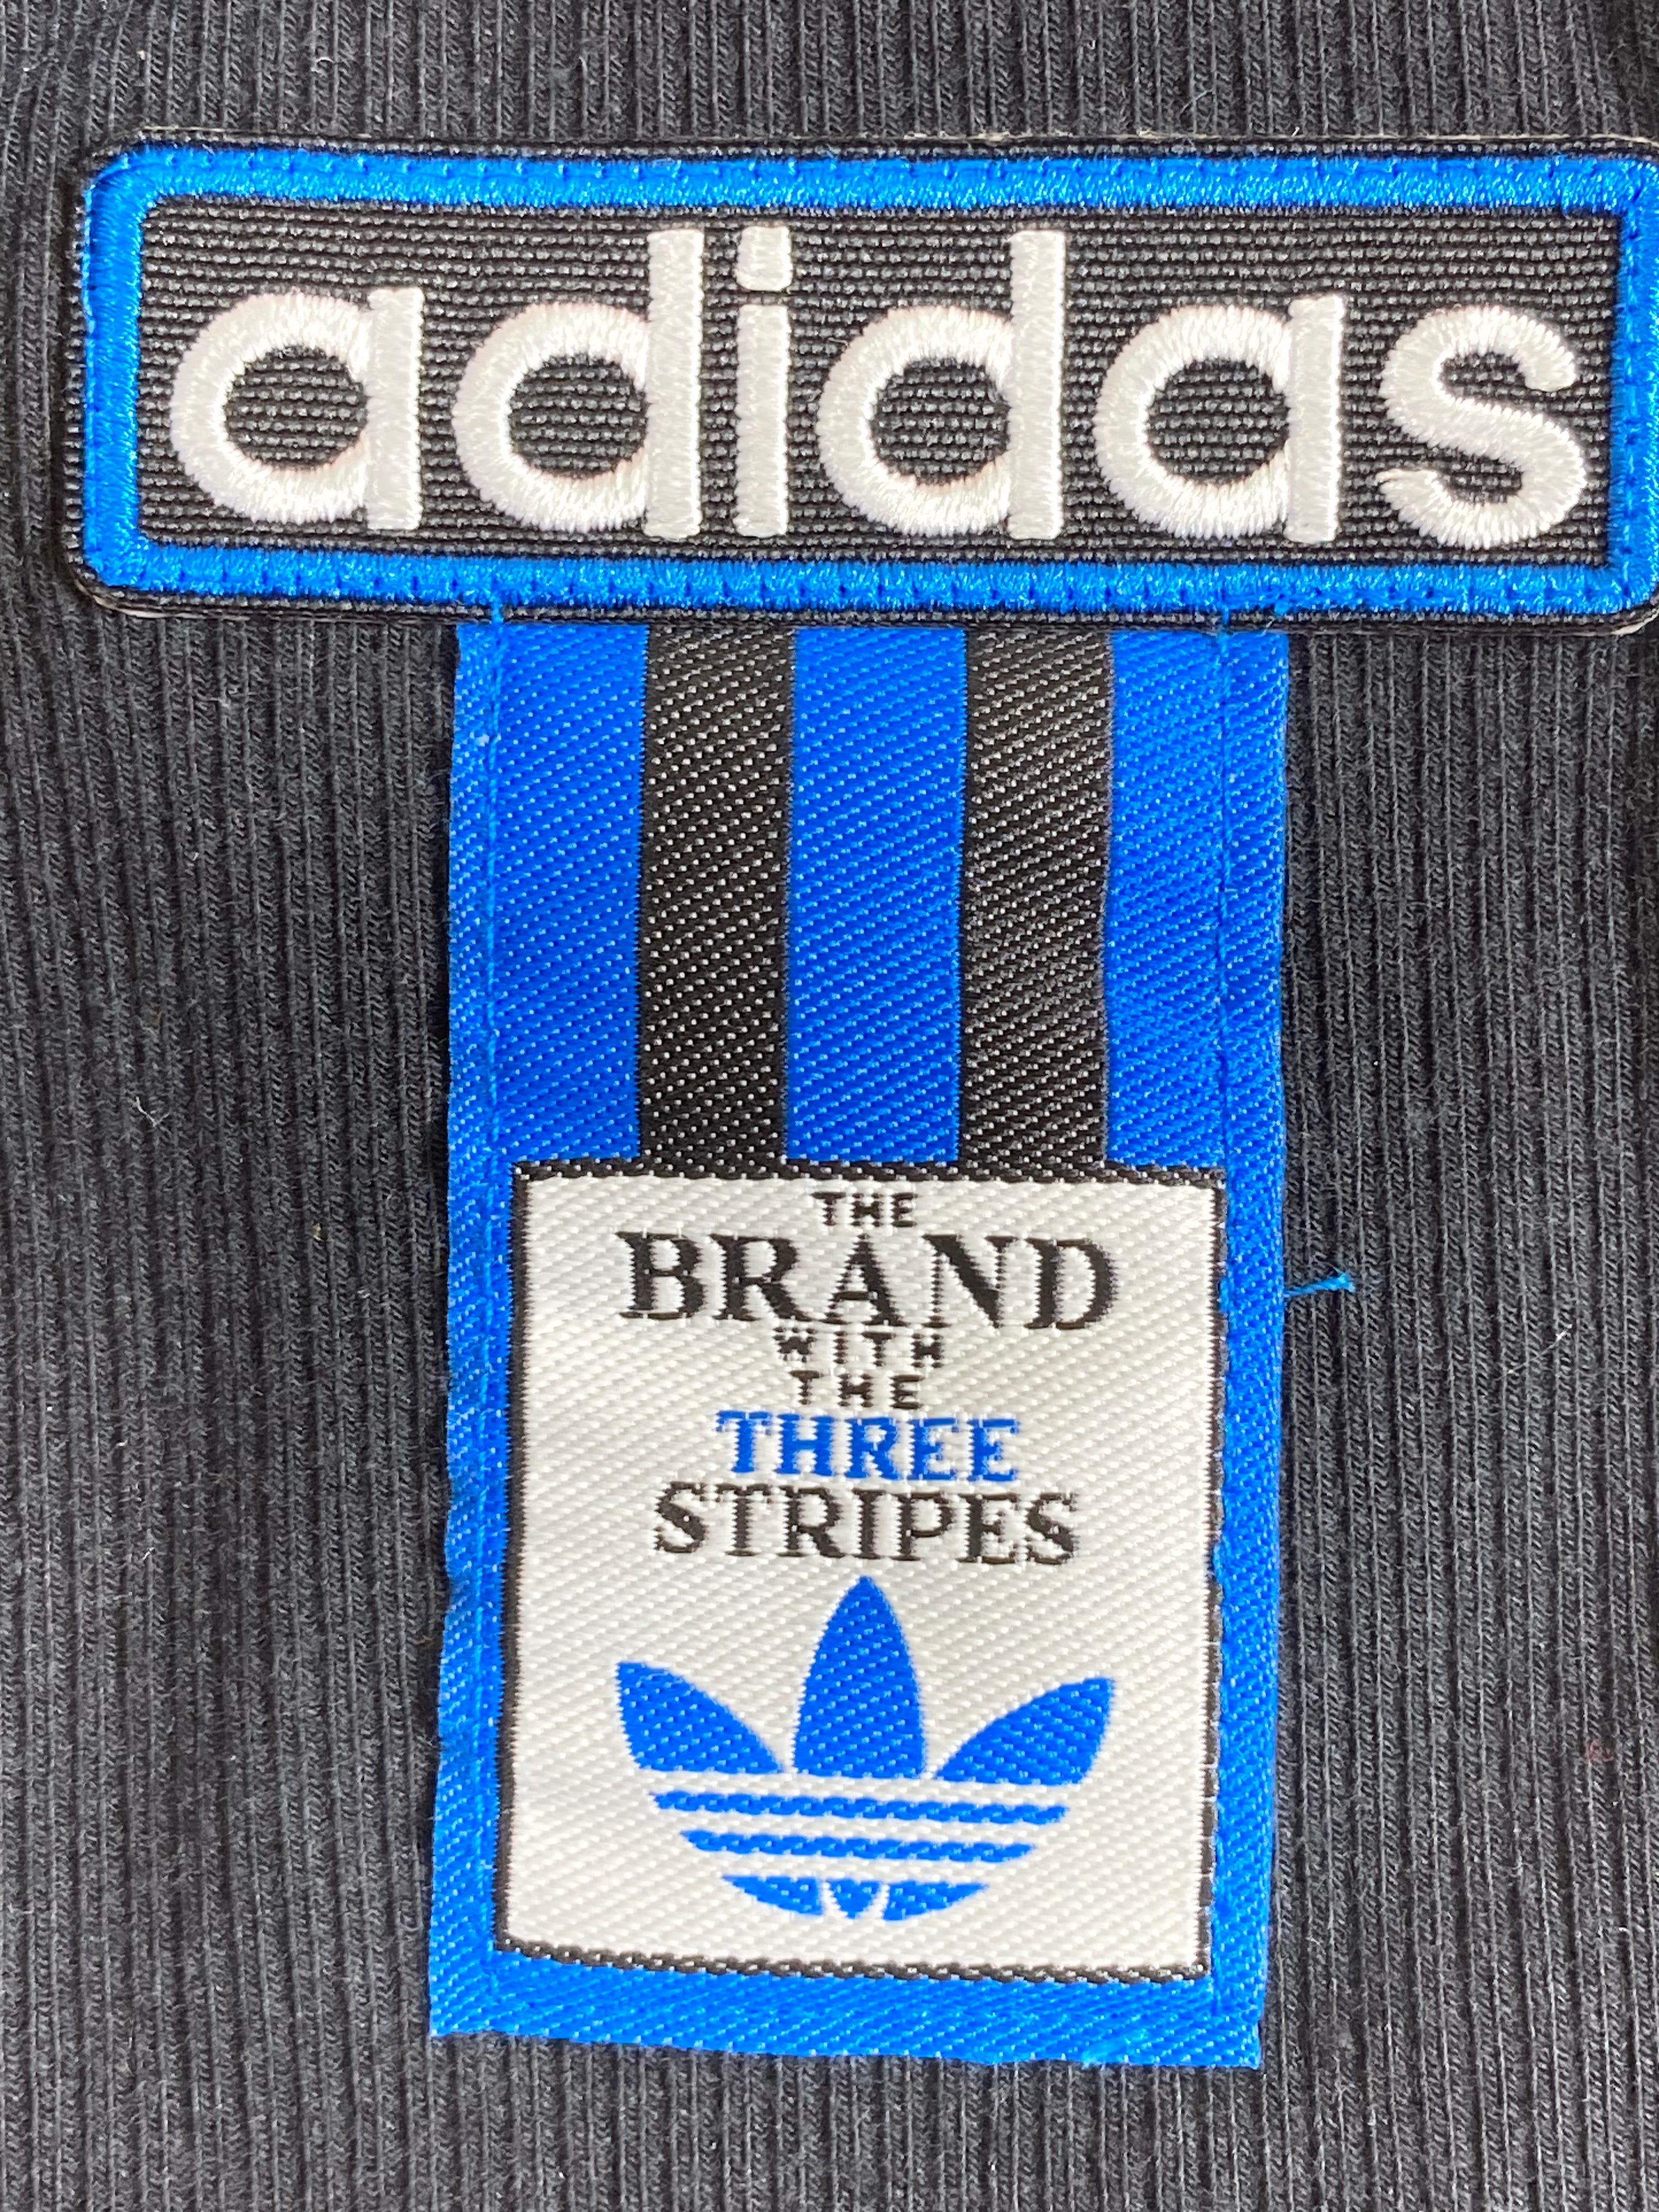 adidas
THE
BRAND
WITH
THE
THREE
STRIPES